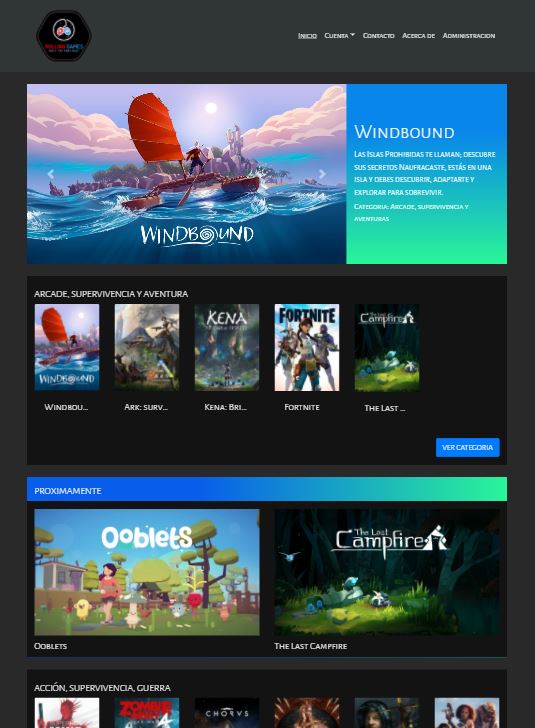 ROLLING GAMES
Inicio Cuenta Contacto Acerca de Administracion
WINDBOUND
Windbound
Las Islas Prohibidas te llaman; descubre
sus secretos Naufragaste, estás en una
isla y debes descubrir, adaptarte y
explorar para sobrevivir.
Categoria: Arcade, supervivencia y
aventuras
ARCADE, SUPERVIVENCIA Y AVENTURA
WINDBOUND
KENA
FORTNITE
The Last
Campfire
Windbou...
Ark: surv...
Kena: Bri...
Fortnite
The Last ...
VER CATEGORIA
PROXIMAMENTE
Ooblets
The Last
Campfire
Ooblets
The Last Campfire
ACCIÓN, SUPERVIVENCIA, GUERRA
ZOMBIE
CHORVS